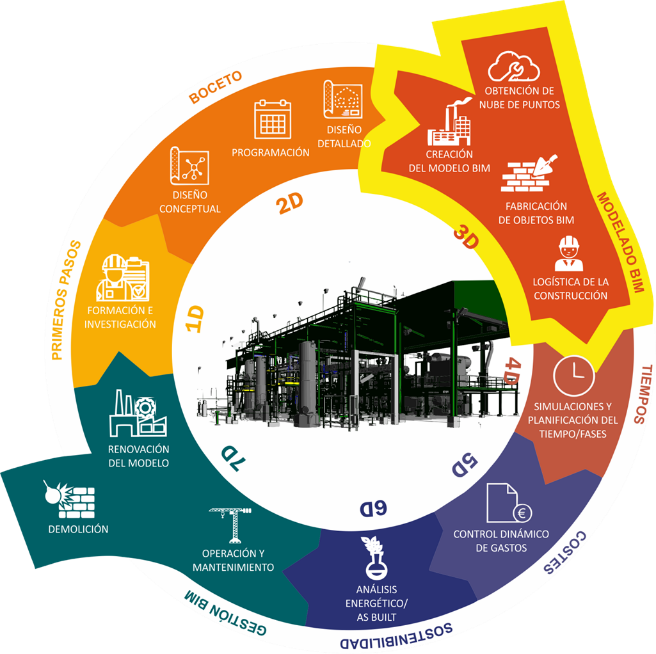 PRIMEROS PASOS
1D
FORMACIÓN E
INVESTIGACIÓN
BOCETO
2D
DISEÑO
CONCEPTUAL
PROGRAMACIÓN
DISEÑO
DETALLADO
MODELADO BIM
3D
OBTENCIÓN DE
NUBE DE PUNTOS
CREACIÓN
DEL MODELO BIM
FABRICACIÓN
DE OBJETOS BIM
LOGÍSTICA DE LA
CONSTRUCCIÓN
TIEMPOS
4D
SIMULACIONES Y
PLANIFICACIÓN DEL
TIEMPO/FASES
COSTES
5D
€
CONTROL DINÁMICO
DE GASTOS
SOSTENIBILIDAD
6D
ANÁLISIS
ENERGÉTICO/
AS BUILT
GESTIÓN BIM
7D
OPERACIÓN Y
MANTENIMIENTO
RENOVACIÓN
DEL MODELO
DEMOLICIÓN